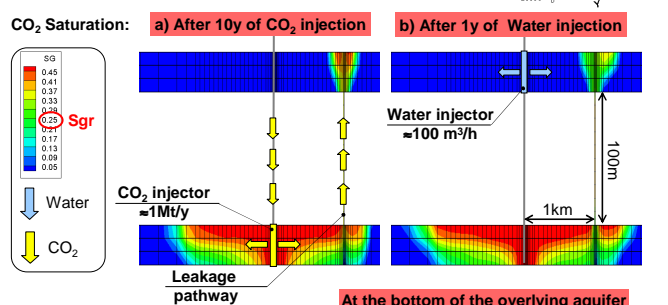 CO₂ Saturation:
a) After 10y of CO₂ injection
b) After 1y of Water injection
SG
0.45
0.41
0.37
0.33
0.29
0.25
0.21
0.17
0.13
0.09
0.05
Sgr
Water
CO₂
Water injector
≈100 m³/h
100m
CO₂ injector
≈1Mt/y
1km
Leakage
pathway
At the bottom of the overlying aquifer